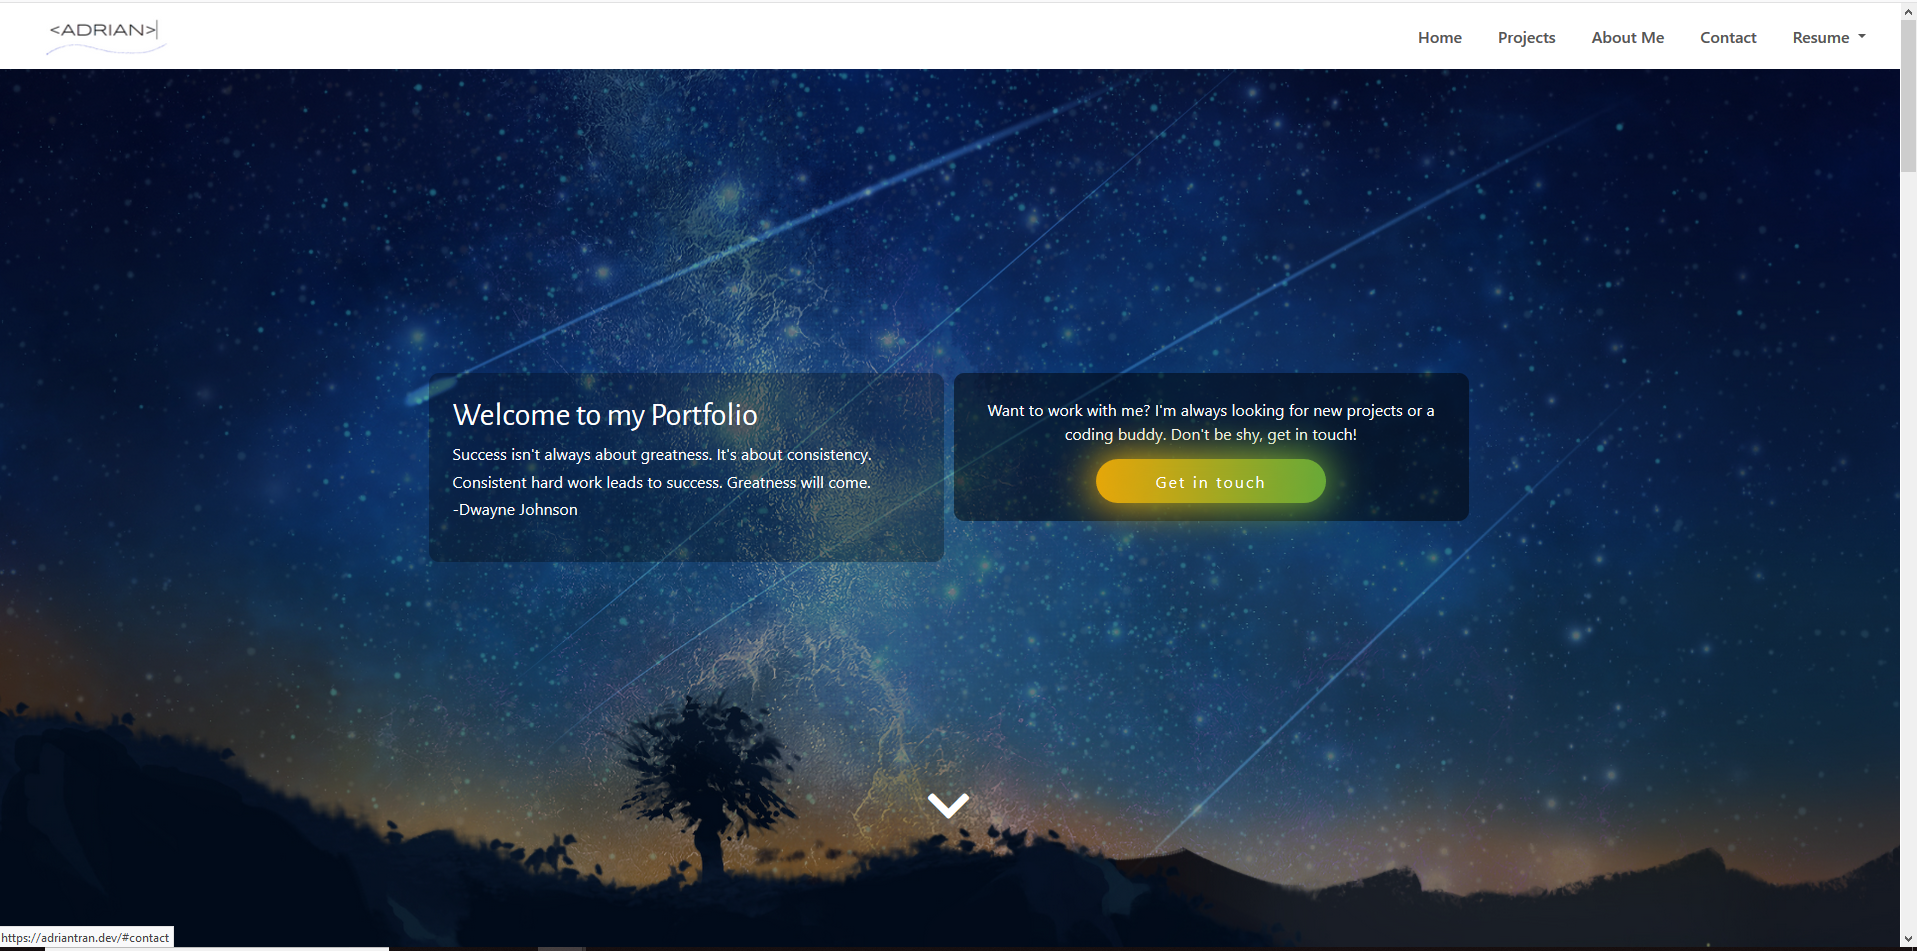 <ADRIAN>
Home Projects About Me Contact Resume
Welcome to my Portfolio
Success isn't always about greatness. It's about consistency.
Consistent hard work leads to success. Greatness will come.
-Dwayne Johnson
Want to work with me? I'm always looking for new projects or a
coding buddy. Don't be shy, get in touch!
Get in touch
https://adriantran.dev/#contact